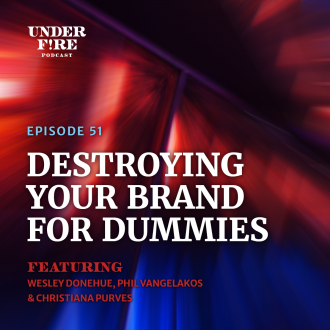 UNDER
F!RE
PODCAST
EPISODE 51
DESTROYING
YOUR BRAND
FOR DUMMIES
FEATURING
WESLEY DONEHUE, PHIL VANGELAKOS
& CHRISTIANA PURVES